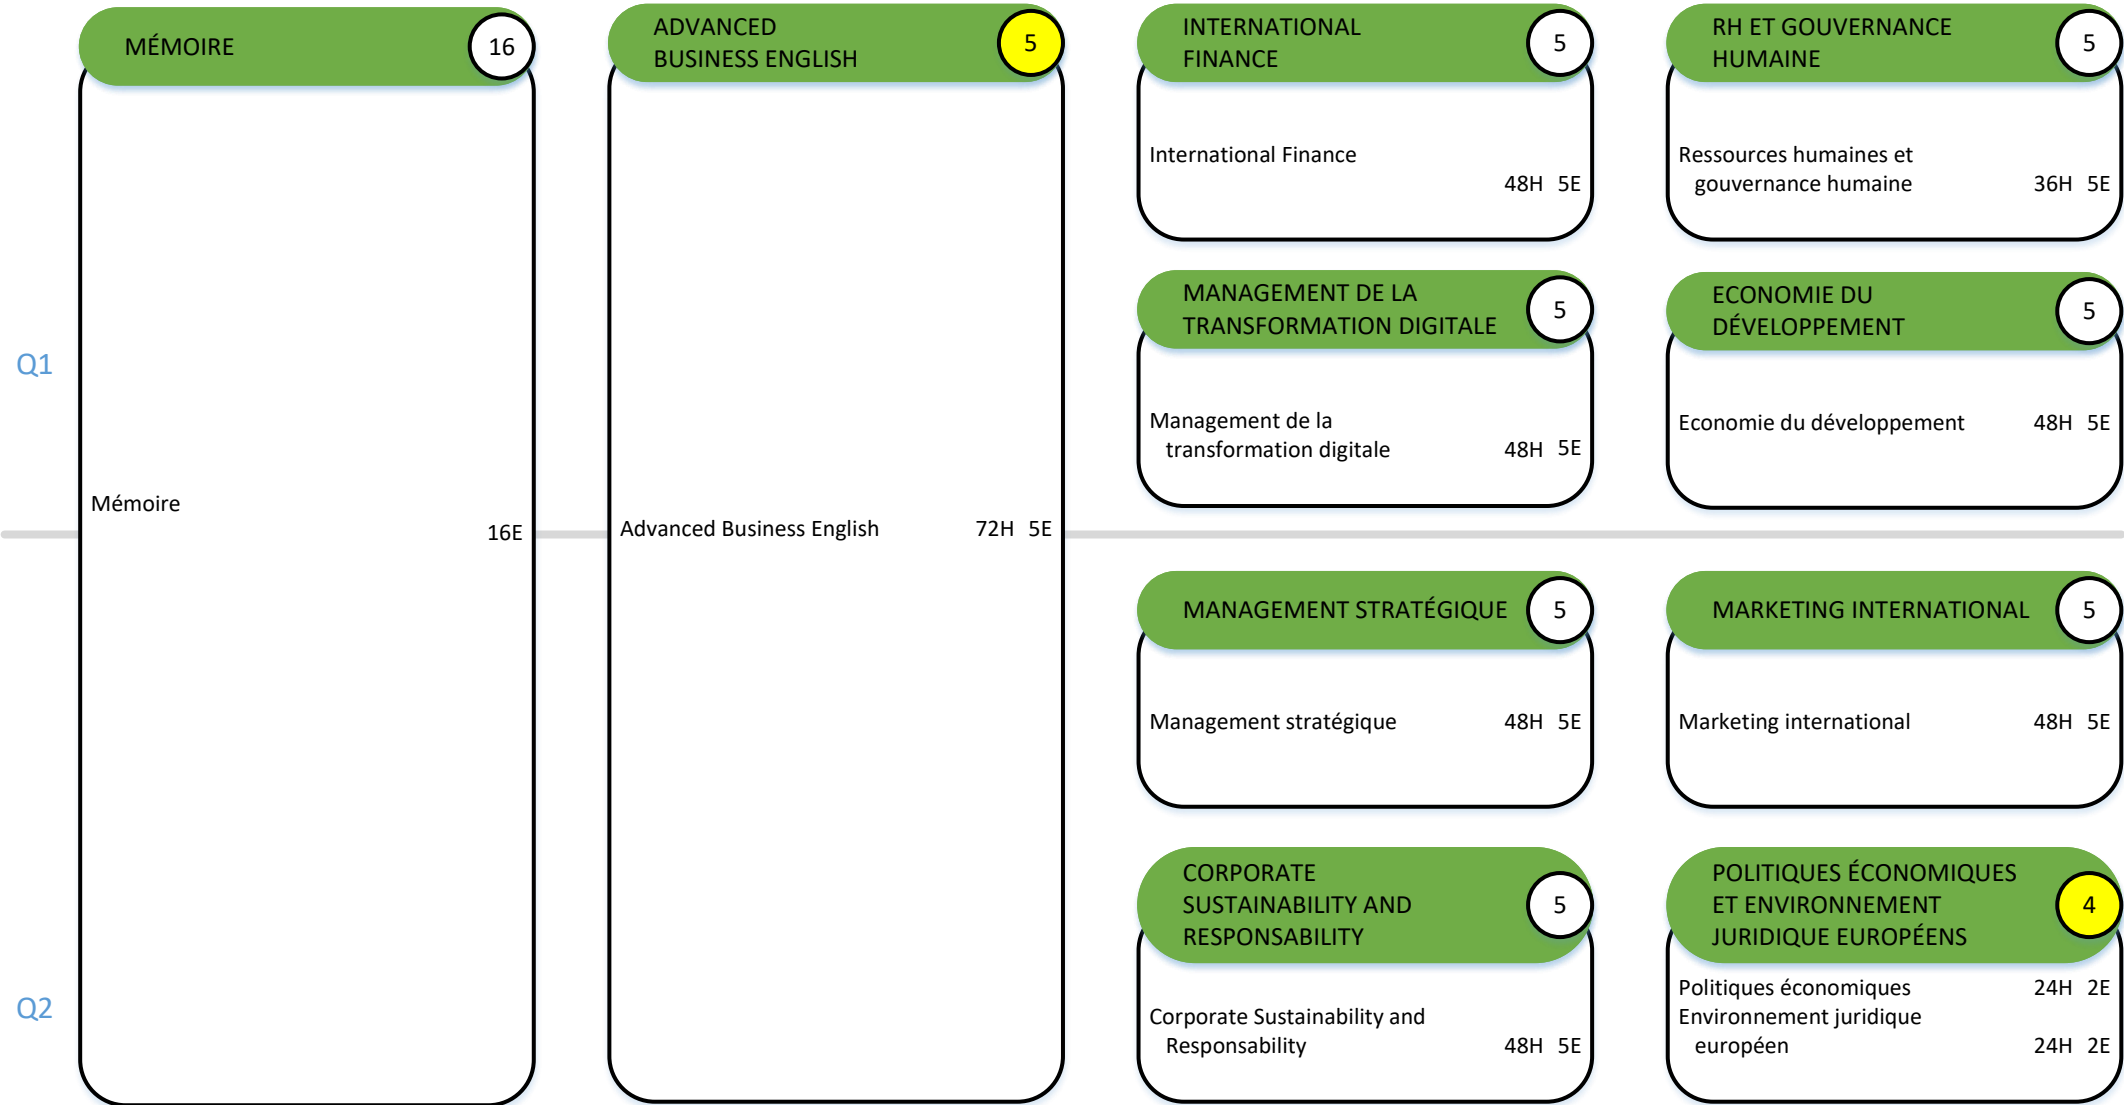 MÉMOIRE
16
Mémoire
16E
ADVANCED
BUSINESS ENGLISH
5
Advanced Business English 72H 5E
Q1
INTERNATIONAL
FINANCE
5
International Finance
48H 5E
RH ET GOUVERNANCE
HUMAINE
5
Ressources humaines et
gouvernance humaine 36H 5E
MANAGEMENT DE LA
TRANSFORMATION DIGITALE
5
Management de la
transformation digitale 48H 5E
ECONOMIE DU
DÉVELOPPEMENT
5
Economie du développement 48H 5E
Q2
MANAGEMENT STRATÉGIQUE 5
Management stratégique 48H 5E
MARKETING INTERNATIONAL 5
Marketing international 48H 5E
CORPORATE
SUSTAINABILITY AND
RESPONSABILITY
5
Corporate Sustainability and
Responsability 48H 5E
POLITIQUES ÉCONOMIQUES
ET ENVIRONNEMENT
JURIDIQUE EUROPÉENS
4
Politiques économiques 24H 2E
Environnement juridique
européen 24H 2E